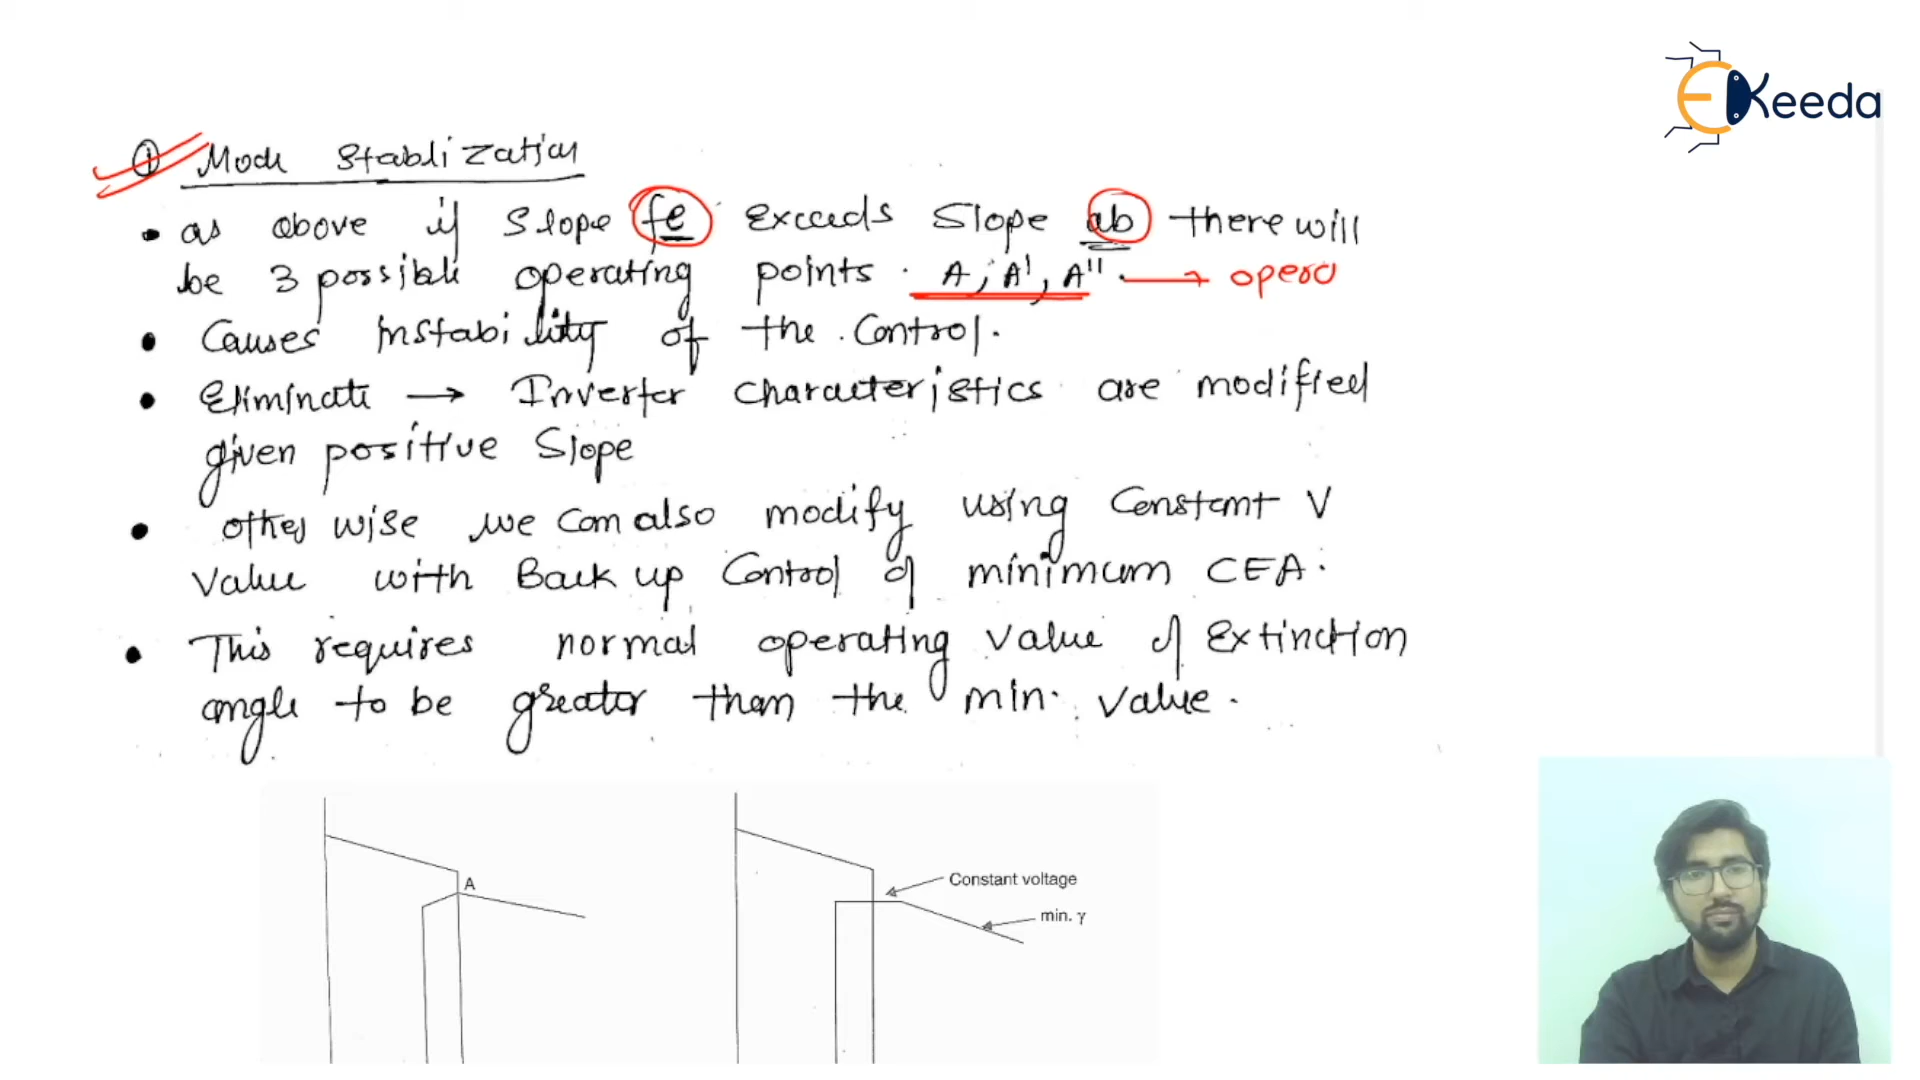 EKeeda
① Mode Stablization
• as above if Slope fe Exceeds Slope ab there will
be 3 possible operating points. A, A', A''. → opera
• Causes instability of the Control.
• Eliminate → Inverter Characteristics are modified
given positive Slope
• otherwise we can also modify using Constant V
Value with Back up Control of minimum CEA.
• This requires normal operating value of Extinction
angle to be greater than the min. value.
A
Constant voltage
min. γ